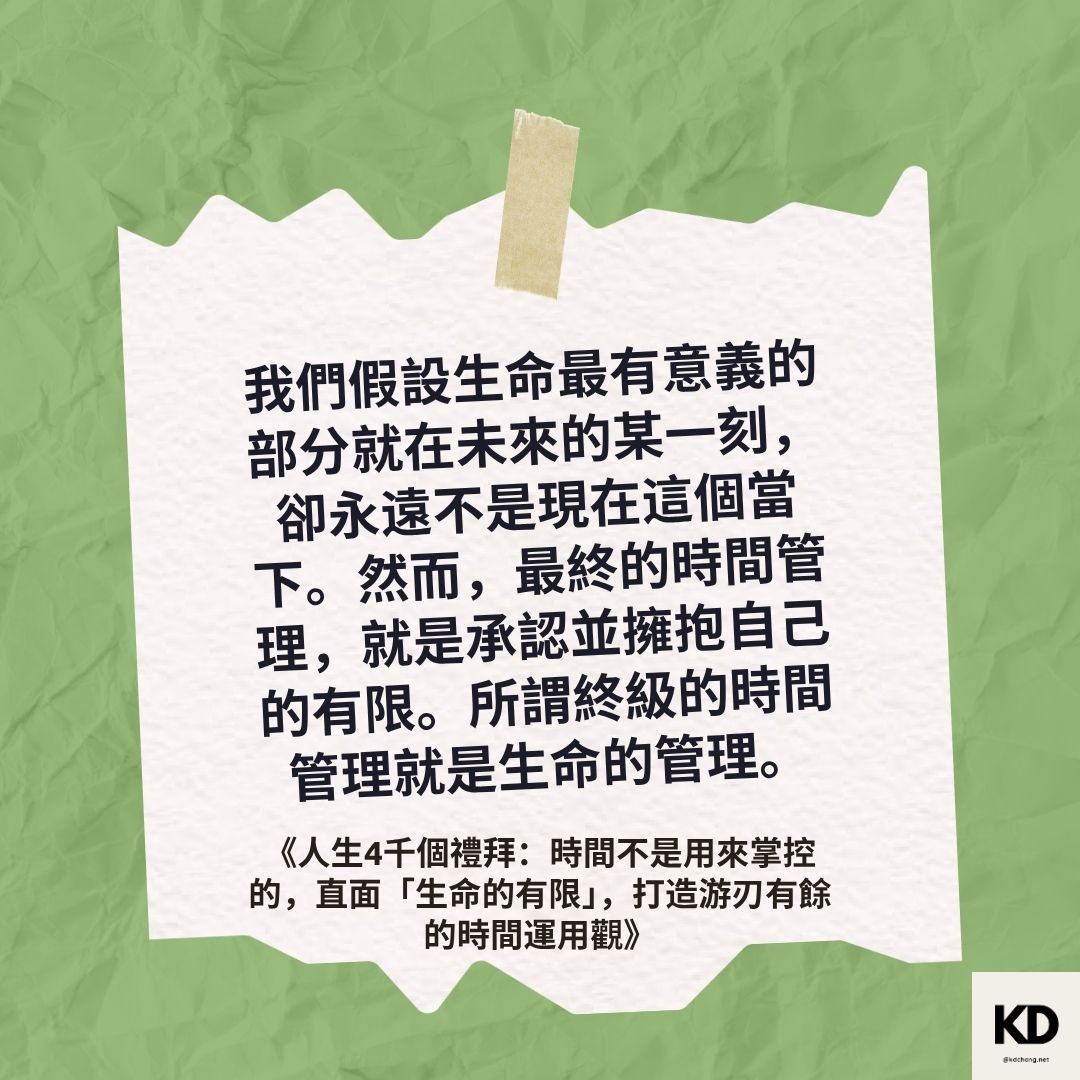 我們假設生命最有意義的
部分就在未來的某一刻，
卻永遠不是現在這個當
下。然而，最終的時間管
理，就是承認並擁抱自己
的有限。所謂終級的時間
管理就是生命的管理。
《人生4千個禮拜：時間不是用來掌控
的，直面「生命的有限」，打造游刃有餘
的時間運用觀》
KD
@kdchong.net